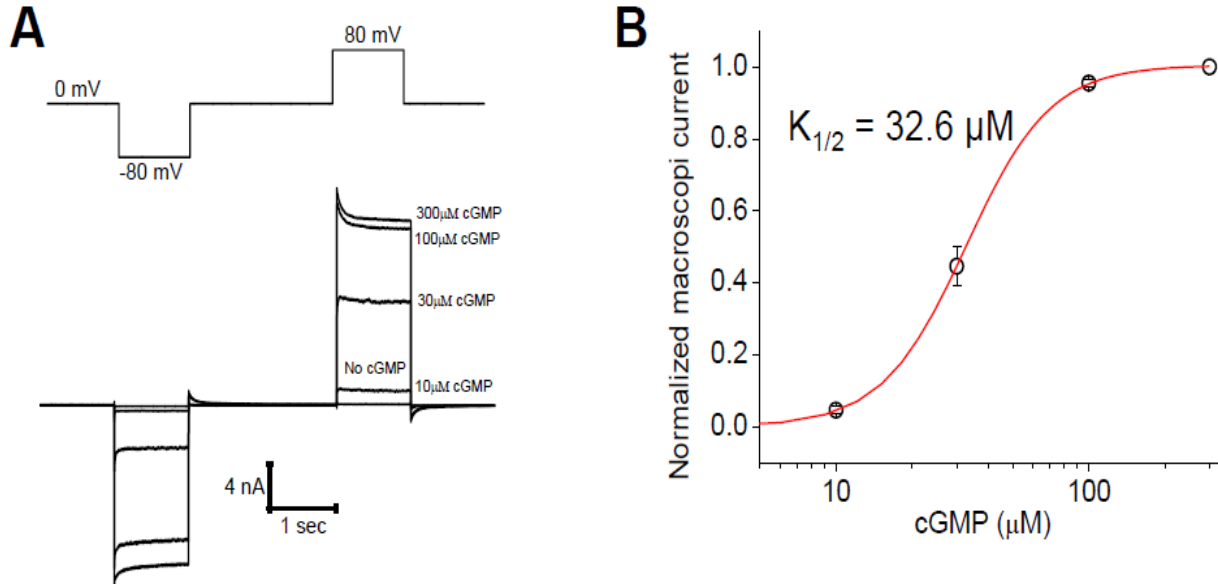 A
80 mV
0 mV
-80 mV
300μM cGMP
100μM cGMP
30μM cGMP
No cGMP
10μM cGMP
4 nA
1 sec
B
Normalized macroscopi current
1.0
0.8
0.6
0.4
0.2
0.0
K1/2 = 32.6 μM
10
100
cGMP (μM)